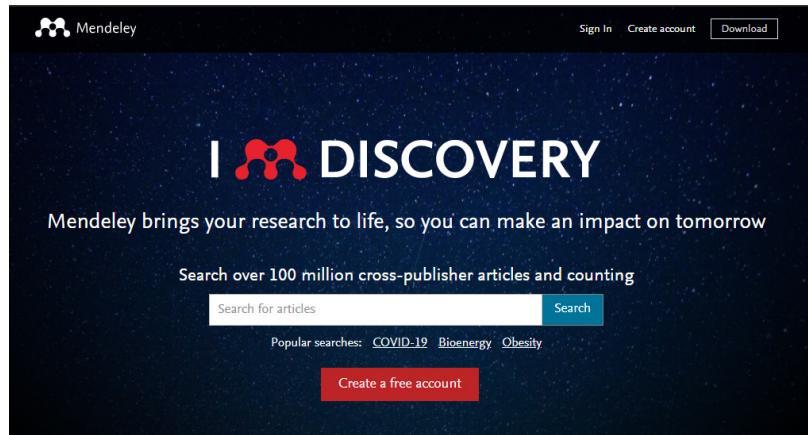 Mendeley
Sign In Create account Download
I DISCOVERY
Mendeley brings your research to life, so you can make an impact on tomorrow
Search over 100 million cross-publisher articles and counting
Search for articles Search
Popular searches: COVID-19 Bioenergy Obesity
Create a free account